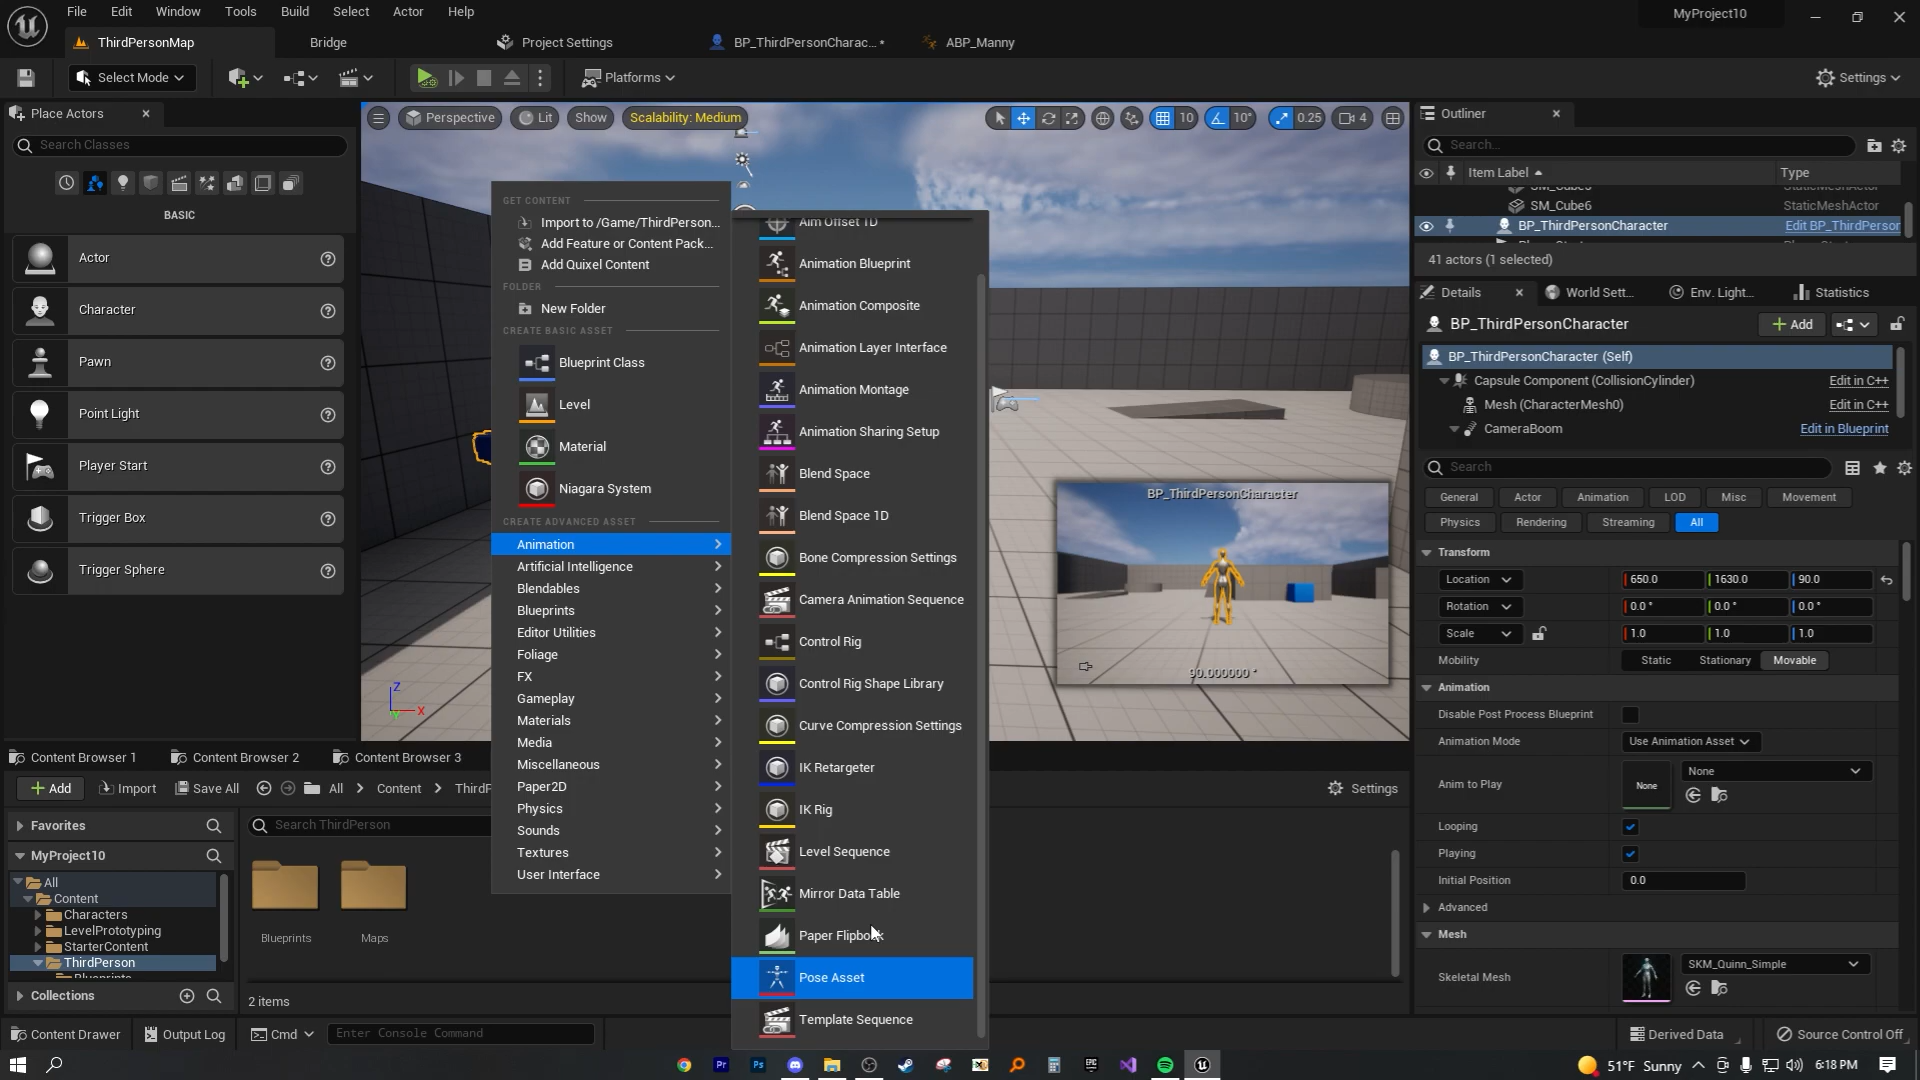 File Edit Window Tools Build Select Actor Help
MyProject10
ThirdPersonMap
Bridge
Project Settings
BP_ThirdPersonCharac... *
ABP_Manny
Select Mode
Platforms
Settings
Place Actors
Search Classes
BASIC
Actor
Character
Pawn
Point Light
Player Start
Trigger Box
Trigger Sphere
Perspective
Lit
Show
Scalability: Medium
10
10°
0.25
4
GET CONTENT
Import to /Game/ThirdPerson...
Add Feature or Content Pack...
Add Quixel Content
FOLDER
New Folder
CREATE BASIC ASSET
Blueprint Class
Level
Material
Niagara System
CREATE ADVANCED ASSET
Animation
Artificial Intelligence
Blendables
Blueprints
Editor Utilities
Foliage
FX
Gameplay
Materials
Media
Miscellaneous
Paper2D
Physics
Sounds
Textures
User Interface
Aim Offset 1D
Animation Blueprint
Animation Composite
Animation Layer Interface
Animation Montage
Animation Sharing Setup
Blend Space
Blend Space 1D
Bone Compression Settings
Camera Animation Sequence
Control Rig
Control Rig Shape Library
Curve Compression Settings
IK Retargeter
IK Rig
Level Sequence
Mirror Data Table
Paper Flipbook
Pose Asset
Template Sequence
BP_ThirdPersonCharacter
90.000000 °
Z
X
Y
Outliner
Search...
Item Label
Type
SM_Cube5 StaticMeshActor
SM_Cube6 StaticMeshActor
BP_ThirdPersonCharacter Edit BP_ThirdPerson
41 actors (1 selected)
Details
World Sett...
Env. Light...
Statistics
BP_ThirdPersonCharacter
Add
BP_ThirdPersonCharacter (Self)
Capsule Component (CollisionCylinder) Edit in C++
Mesh (CharacterMesh0) Edit in C++
CameraBoom Edit in Blueprint
Search
General
Actor
Animation
LOD
Misc
Movement
Physics
Rendering
Streaming
All
Transform
Location 650.0 1630.0 90.0
Rotation 0.0 ° 0.0 ° 0.0 °
Scale 1.0 1.0 1.0
Mobility Static Stationary Movable
Animation
Disable Post Process Blueprint
Animation Mode Use Animation Asset
Anim to Play None None
Looping
Playing
Initial Position 0.0
Advanced
Mesh
Skeletal Mesh SKM_Quinn_Simple
Content Browser 1
Content Browser 2
Content Browser 3
Add
Import
Save All
All
Content
ThirdP
Settings
Favorites
MyProject10
All
Content
Characters
LevelPrototyping
StarterContent
ThirdPerson
Blueprints
Collections
Search ThirdPerson
Blueprints
Maps
2 items
Content Drawer
Output Log
Cmd
Enter Console Command
Derived Data
Source Control Off
Pr
Ps
EPIC
51°F Sunny
6:18 PM